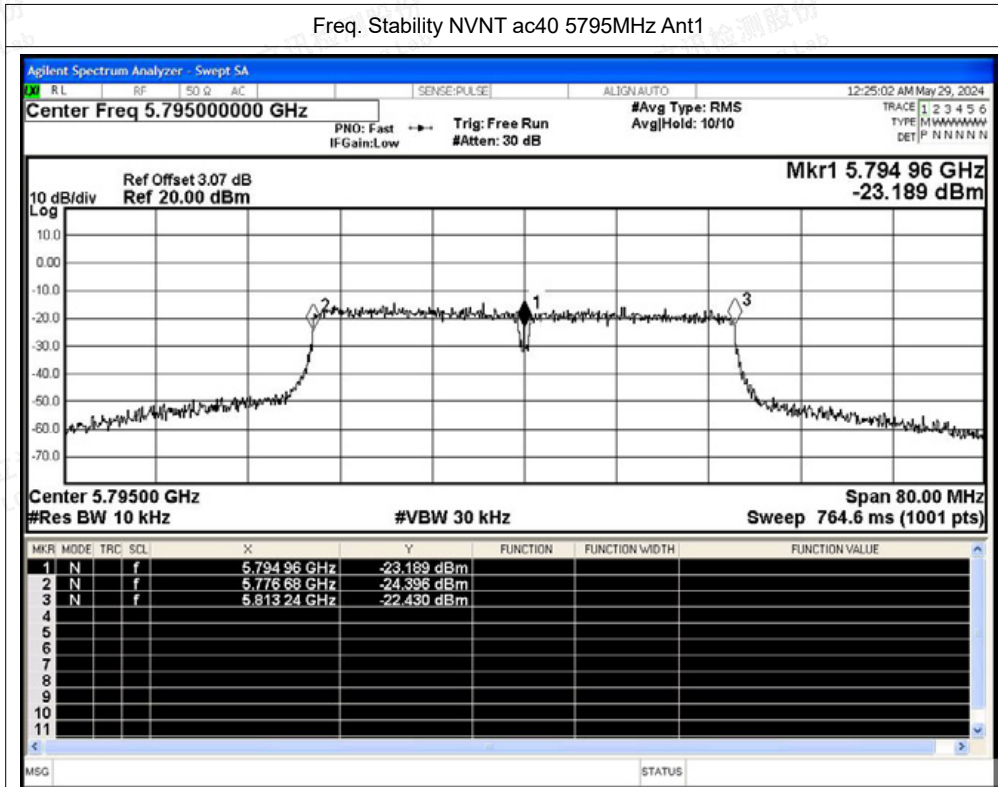 Freq. Stability NVNT ac40 5795MHz Ant1
Agilent Spectrum Analyzer - Swept SA
RL RF 50 Ω AC SENSE:PULSE ALIGNAUTO 12:25:02 AM May 29, 2024
Center Freq 5.795000000 GHz #Avg Type: RMS TRACE 1 2 3 4 5 6
PNO: Fast Trig: Free Run Avg|Hold: 10/10 TYPE M WWWWW
IFGain:Low #Atten: 30 dB DET P N N N N N
Mkr1 5.794 96 GHz
Ref Offset 3.07 dB
10 dB/div Ref 20.00 dBm -23.189 dBm
Log
10.0
0.00
-10.0
2 1 3
-20.0
-30.0
-40.0
-50.0
-60.0
-70.0
Center 5.79500 GHz Span 80.00 MHz
#Res BW 10 kHz #VBW 30 kHz Sweep 764.6 ms (1001 pts)
MKR MODE TRC SCL X Y FUNCTION FUNCTION WIDTH FUNCTION VALUE
1 N f 5.794 96 GHz -23.189 dBm
2 N f 5.776 68 GHz -24.396 dBm
3 N f 5.813 24 GHz -22.430 dBm
4
5
6
7
8
9
10
11
MSG STATUS